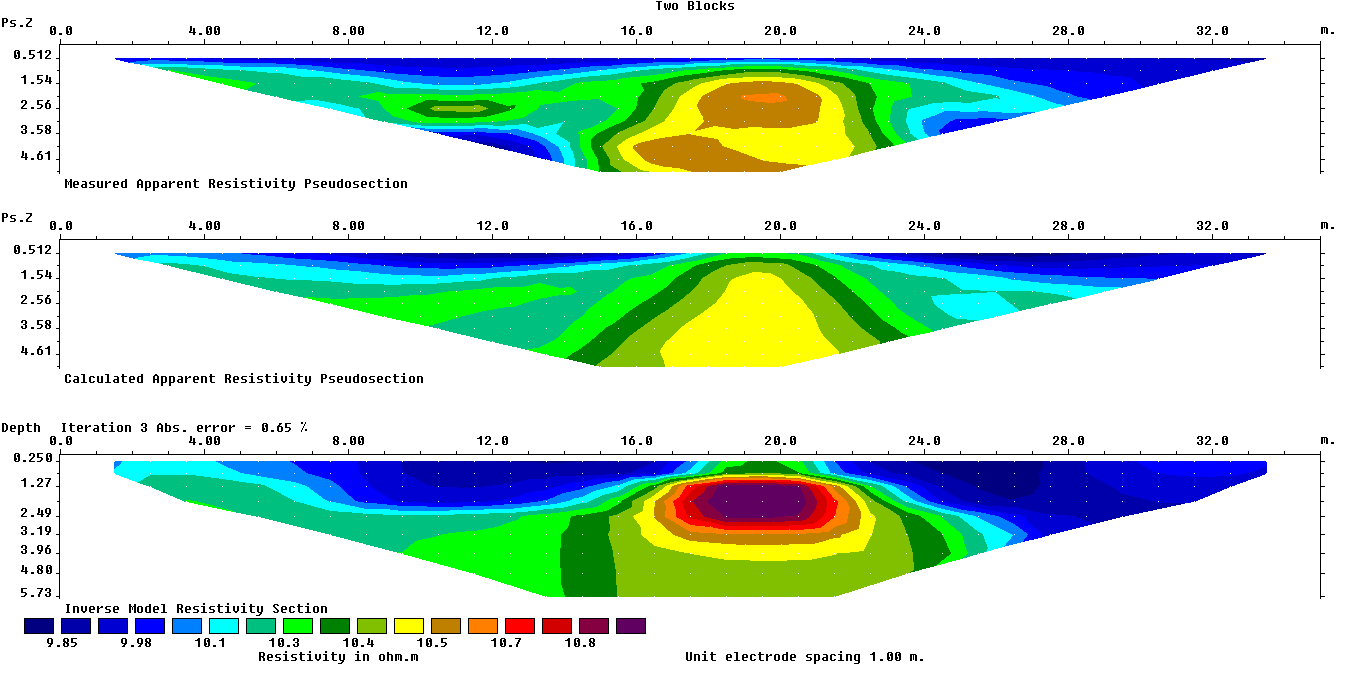 Two Blocks
Ps.Z 0.0 4.00 8.00 12.0 16.0 20.0 24.0 28.0 32.0 m.
0.512
1.54
2.56
3.58
4.61
Measured Apparent Resistivity Pseudosection
Ps.Z 0.0 4.00 8.00 12.0 16.0 20.0 24.0 28.0 32.0 m.
0.512
1.54
2.56
3.58
4.61
Calculated Apparent Resistivity Pseudosection
Depth Iteration 3 Abs. error = 0.65 %
0.0 4.00 8.00 12.0 16.0 20.0 24.0 28.0 32.0 m.
0.250
1.27
2.49
3.19
3.96
4.80
5.73
Inverse Model Resistivity Section
9.85 9.98 10.1 10.3 10.4 10.5 10.7 10.8
Resistivity in ohm.m Unit electrode spacing 1.00 m.